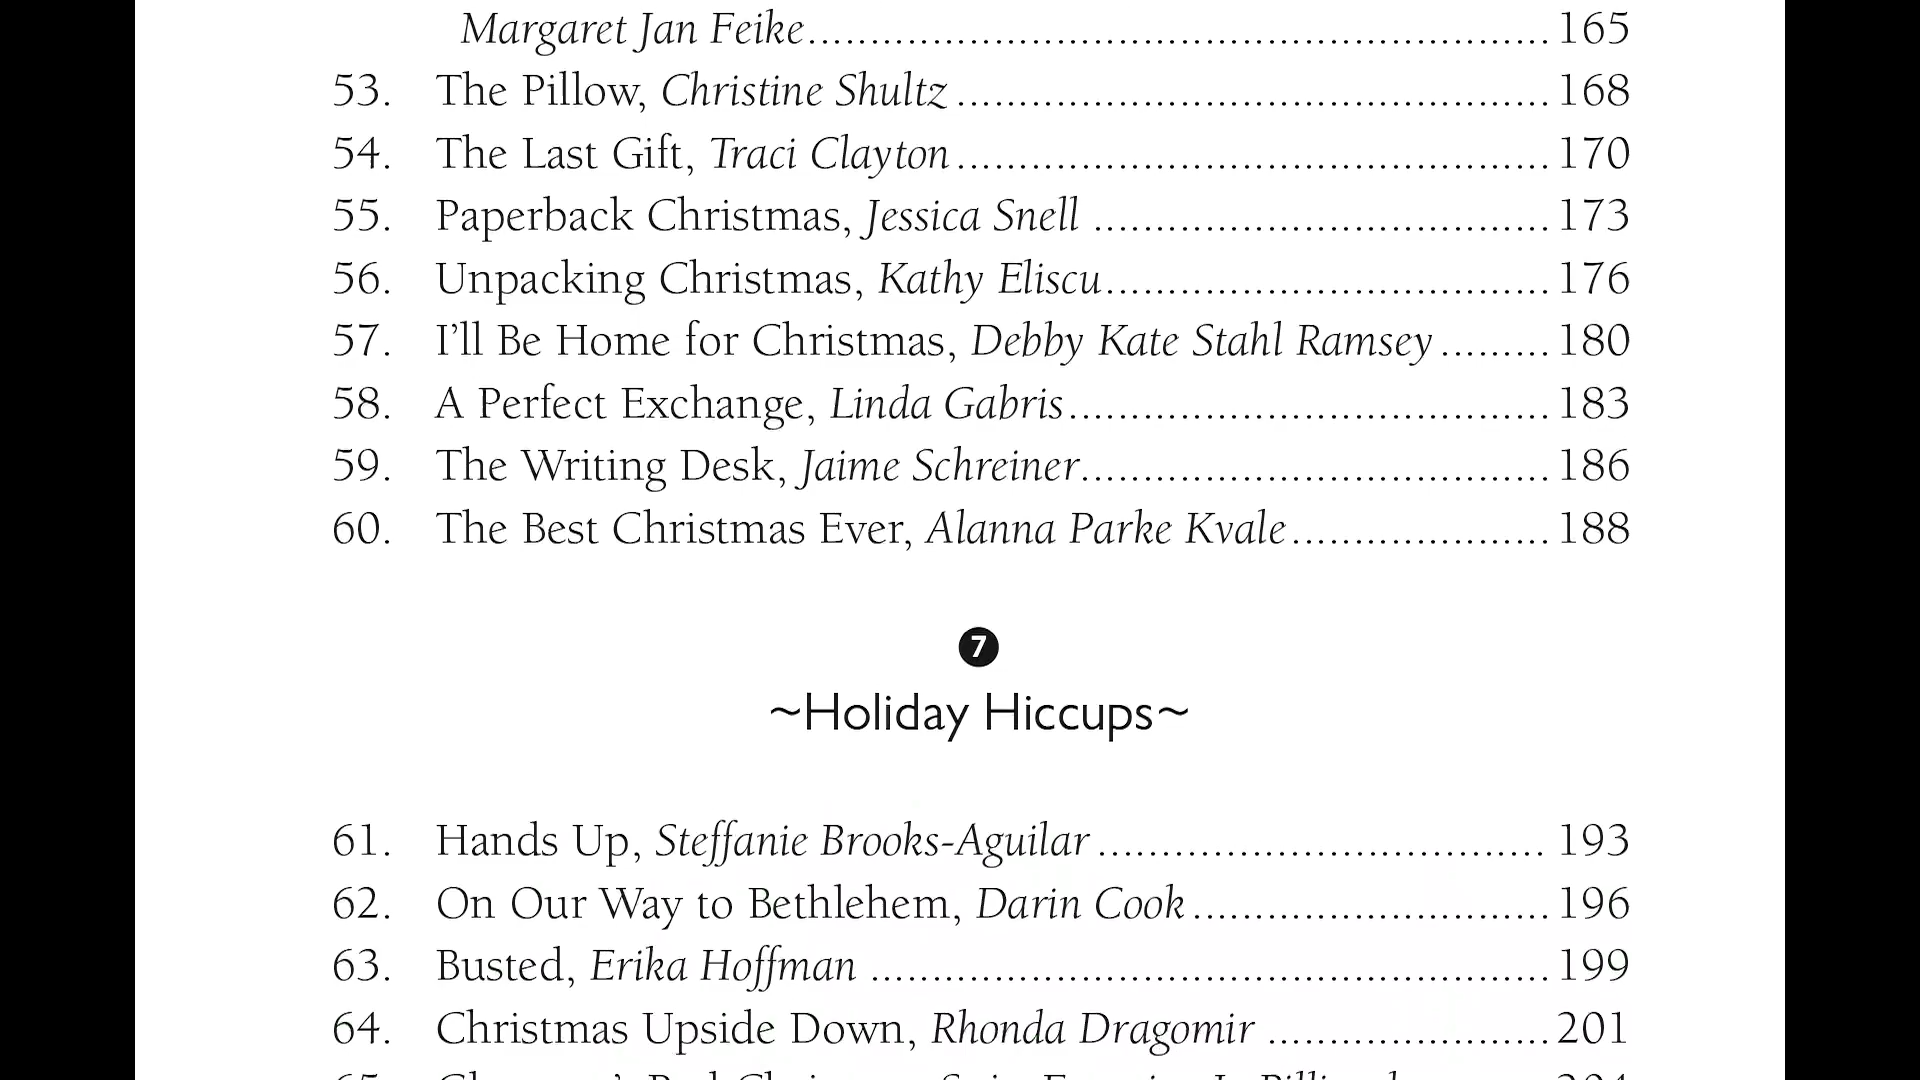 Margaret Jan Feike.......................................................... 165
53. The Pillow, Christine Shultz ............................................... 168
54. The Last Gift, Traci Clayton ............................................... 170
55. Paperback Christmas, Jessica Snell .................................... 173
56. Unpacking Christmas, Kathy Eliscu................................... 176
57. I’ll Be Home for Christmas, Debby Kate Stahl Ramsey ......... 180
58. A Perfect Exchange, Linda Gabris...................................... 183
59. The Writing Desk, Jaime Schreiner..................................... 186
60. The Best Christmas Ever, Alanna Parke Kvale..................... 188
7
~Holiday Hiccups~
61. Hands Up, Steffanie Brooks-Aguilar ................................... 193
62. On Our Way to Bethlehem, Darin Cook ............................ 196
63. Busted, Erika Hoffman ...................................................... 199
64. Christmas Upside Down, Rhonda Dragomir ...................... 201